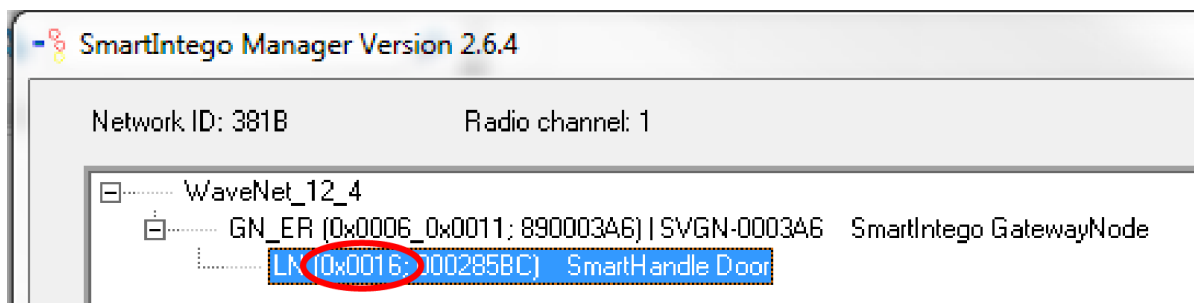 SmartIntego Manager Version 2.6.4
Network ID: 381B Radio channel: 1
WaveNet_12_4
GN_ER (0x0006_0x0011; 890003A6) | SVGN-0003A6 SmartIntego GatewayNode
LN (0x0016; 000285BC) SmartHandle Door